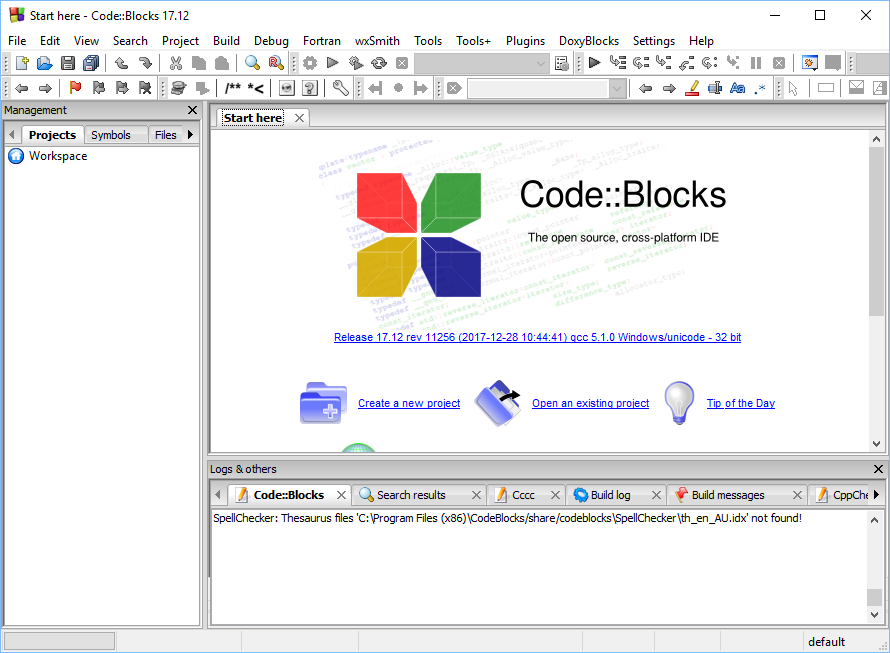 Start here - Code::Blocks 17.12
File Edit View Search Project Build Debug Fortran wxSmith Tools Tools+ Plugins DoxyBlocks Settings Help
/** *<
Management
Projects Symbols Files
Workspace
Start here
Code::Blocks
The open source, cross-platform IDE
Release 17.12 rev 11256 (2017-12-28 10:44:41) gcc 5.1.0 Windows/unicode - 32 bit
Create a new project Open an existing project Tip of the Day
Logs & others
Code::Blocks Search results Cccc Build log Build messages CppChe
SpellChecker: Thesaurus files 'C:\Program Files (x86)\CodeBlocks/share/codeblocks\SpellChecker\th_en_AU.idx' not found!
default